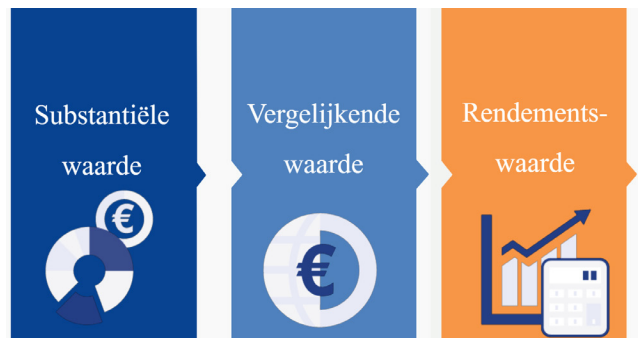 Substantiële
waarde
Vergelijkende
waarde
Rendements-
waarde
€
€